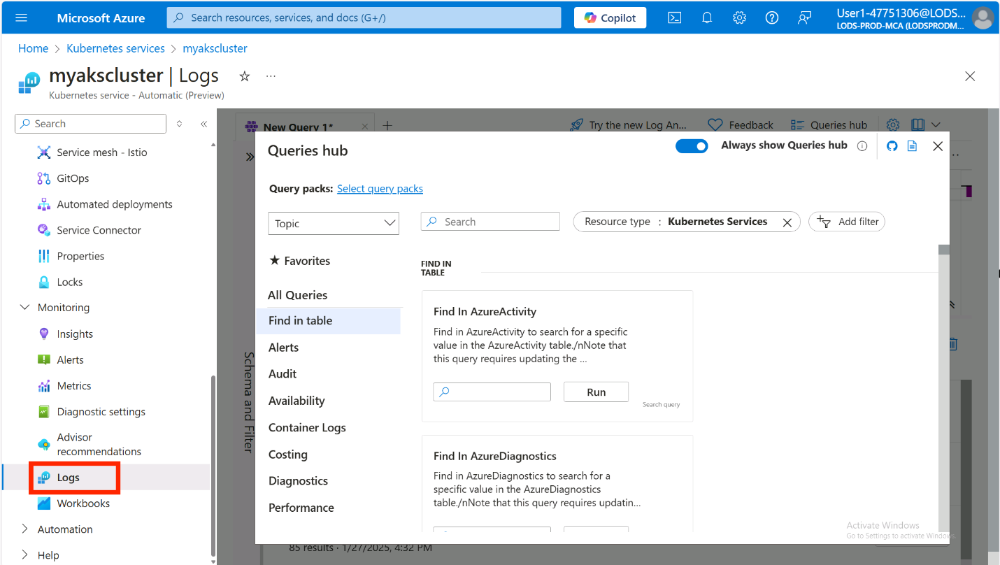 Microsoft Azure
Search resources, services, and docs (G+/)
Copilot
User1-47751306@LODS...
LODS-PROD-MCA (LODSPRODM...
Home > Kubernetes services > myakscluster
myakscluster | Logs
...
Kubernetes service - Automatic (Preview)
Search
Service mesh - Istio
GitOps
Automated deployments
Service Connector
Properties
Locks
Monitoring
Insights
Alerts
Metrics
Diagnostic settings
Advisor
recommendations
Logs
Workbooks
Automation
Help
New Query 1*
Try the new Log An...
Feedback
Queries hub
Schema and Filter
Queries hub
Always show Queries hub
Query packs: Select query packs
Topic
Search
Resource type : Kubernetes Services
Add filter
Favorites
All Queries
Find in table
Alerts
Audit
Availability
Container Logs
Costing
Diagnostics
Performance
FIND IN
TABLE
Find In AzureActivity
Find in AzureActivity to search for a specific
value in the AzureActivity table./nNote that
this query requires updating the ...
Run
Search query
Find In AzureDiagnostics
Find in AzureDiagnostics to search for a
specific value in the AzureDiagnostics
table./nNote that this query requires updatin...
Activate Windows
Go to Settings to activate Windows.
85 results · 1/27/2025, 4:32 PM